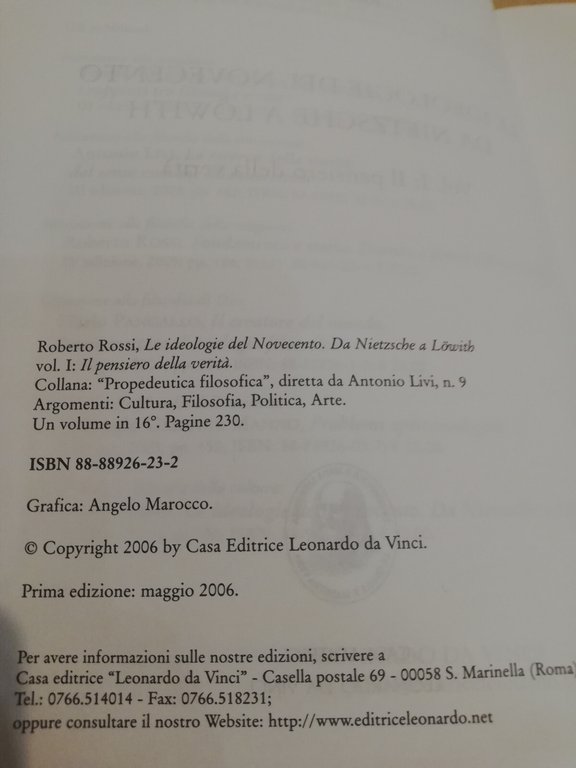 Roberto Rossi, Le ideologie del Novecento. Da Nietzsche a Löwith
vol. I: Il pensiero della verità.
Collana: “Propedeutica filosofica”, diretta da Antonio Livi, n. 9
Argomenti: Cultura, Filosofia, Politica, Arte.
Un volume in 16°. Pagine 230.
ISBN 88-88926-23-2
Grafica: Angelo Marocco.
© Copyright 2006 by Casa Editrice Leonardo da Vinci.
Prima edizione: maggio 2006.
Per avere informazioni sulle nostre edizioni, scrivere a
Casa editrice “Leonardo da Vinci” - Casella postale 69 - 00058 S. Marinella (Roma)
Tel.: 0766.514014 - Fax: 0766.518231;
oppure consultare il nostro Website: http://www.editriceleonardo.net